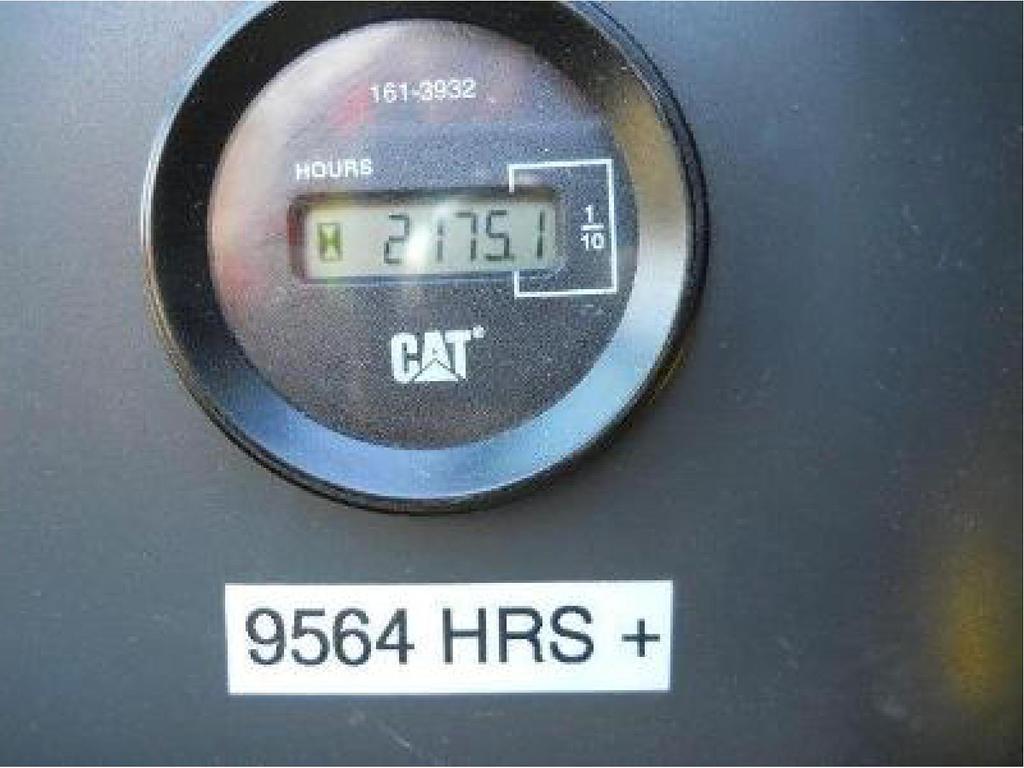 161-3932
HOURS
2175.1
1/10
CAT®
9564 HRS +